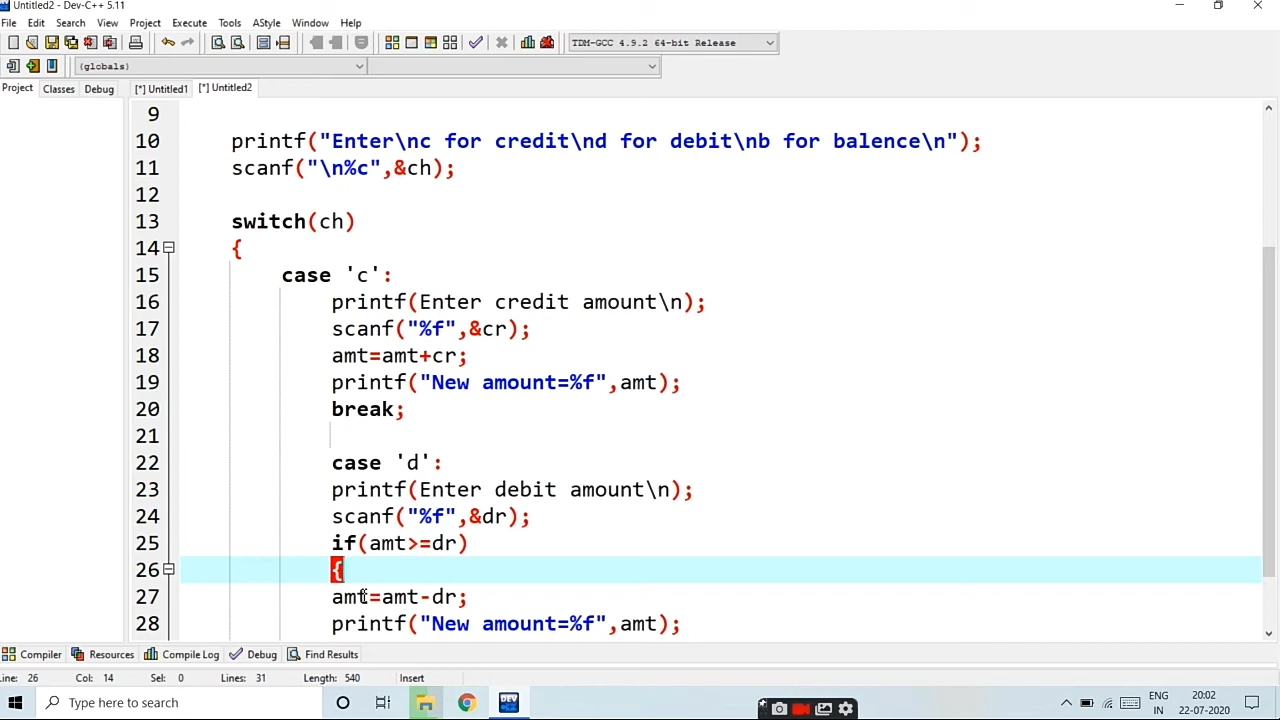 Untitled2 - Dev-C++ 5.11
File Edit Search View Project Execute Tools AStyle Window Help
TDM-GCC 4.9.2 64-bit Release
(globals)
Project Classes Debug [*] Untitled1 [*] Untitled2
9
10 printf("Enter\nc for credit\nd for debit\nb for balence\n");
11 scanf("\n%c",&ch);
12
13 switch(ch)
14 {
15 case 'c':
16 printf(Enter credit amount\n);
17 scanf("%f",&cr);
18 amt=amt+cr;
19 printf("New amount=%f",amt);
20 break;
21
22 case 'd':
23 printf(Enter debit amount\n);
24 scanf("%f",&dr);
25 if(amt>=dr)
26 {
27 amt=amt-dr;
28 printf("New amount=%f",amt);
Compiler Resources Compile Log Debug Find Results
Line: 26 Col: 14 Sel: 0 Lines: 31 Length: 540 Insert
Type here to search
DEV
ENG
IN
20:02
22-07-2020